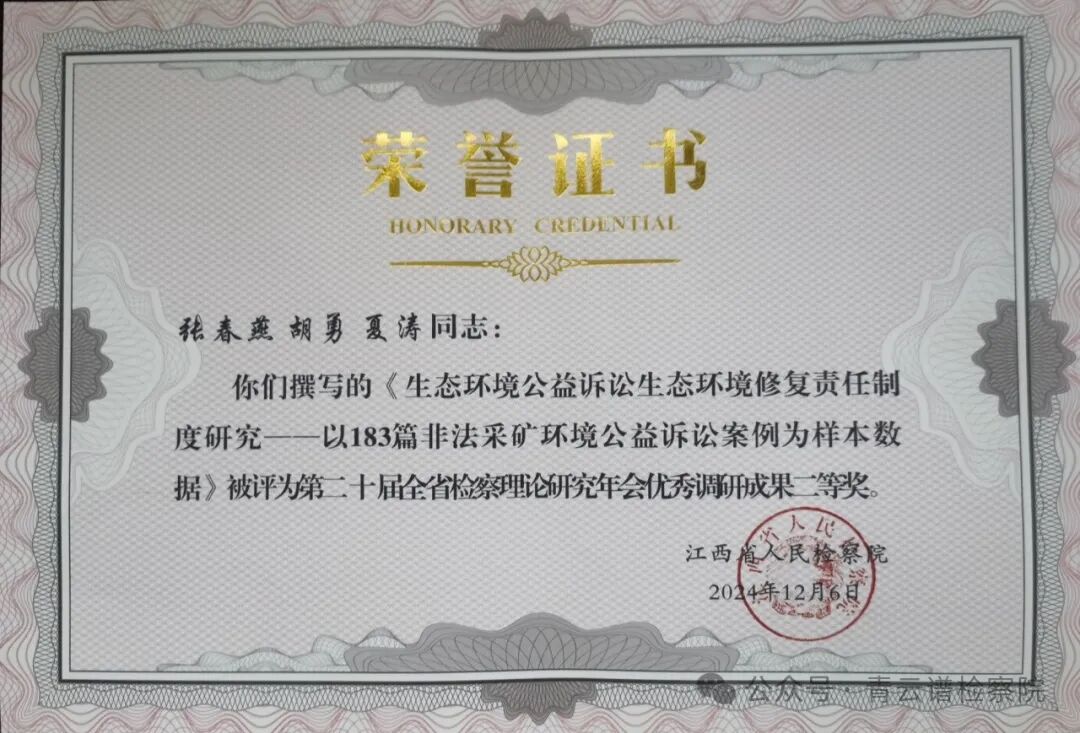 荣誉证书
HONORARY CREDENTIAL
张春燕 胡勇 夏涛同志：
你们撰写的《生态环境公益诉讼生态环境修复责任制
度研究——以183篇非法采矿环境公益诉讼案例为样本数
据》被评为第二十届全省检察理论研究年会优秀调研成果二等奖。
江西省人民检察院
2024年12月6日
公众号·青云谱检察院